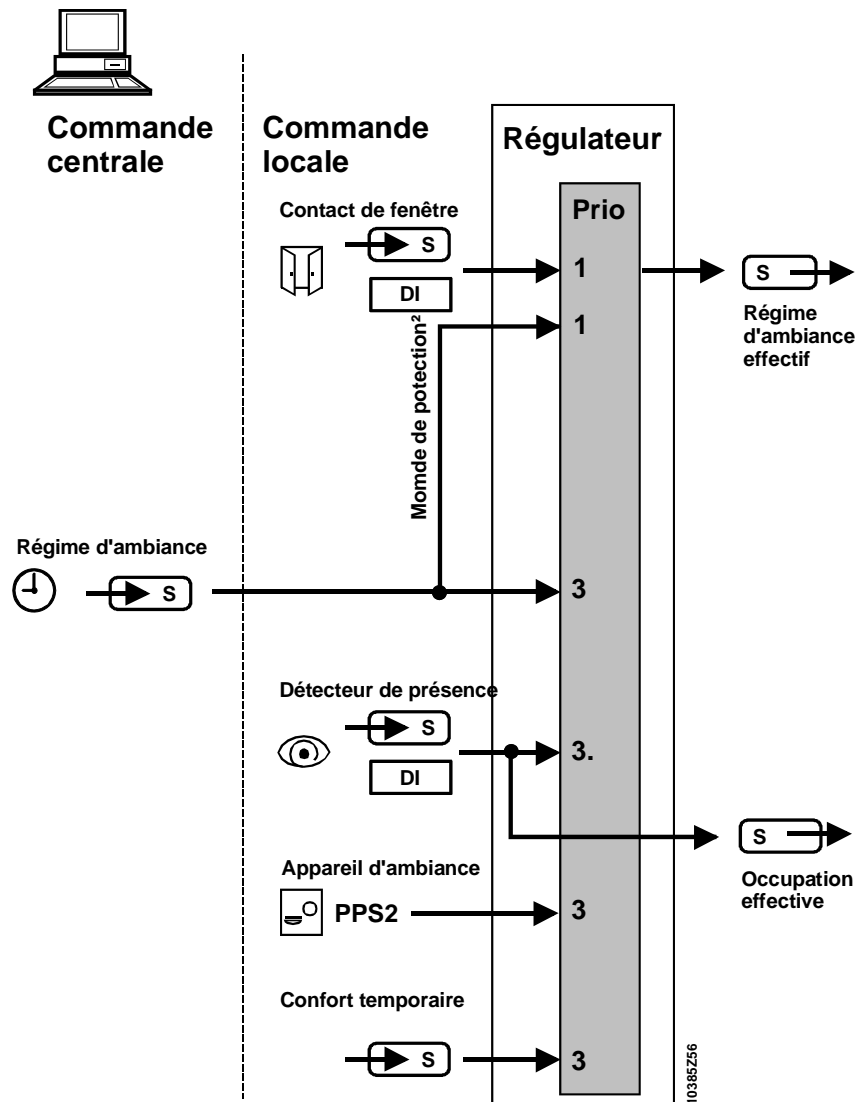 Commande
centrale
Commande
locale
Régulateur
Contact de fenêtre
S
DI
Prio
1
1
S
Régime
d'ambiance
effectif
Momde de potection²
Régime d'ambiance
S
3
Détecteur de présence
S
DI
3.
S
Occupation
effective
Appareil d'ambiance
PPS2
3
Confort temporaire
S
3
10385Z56